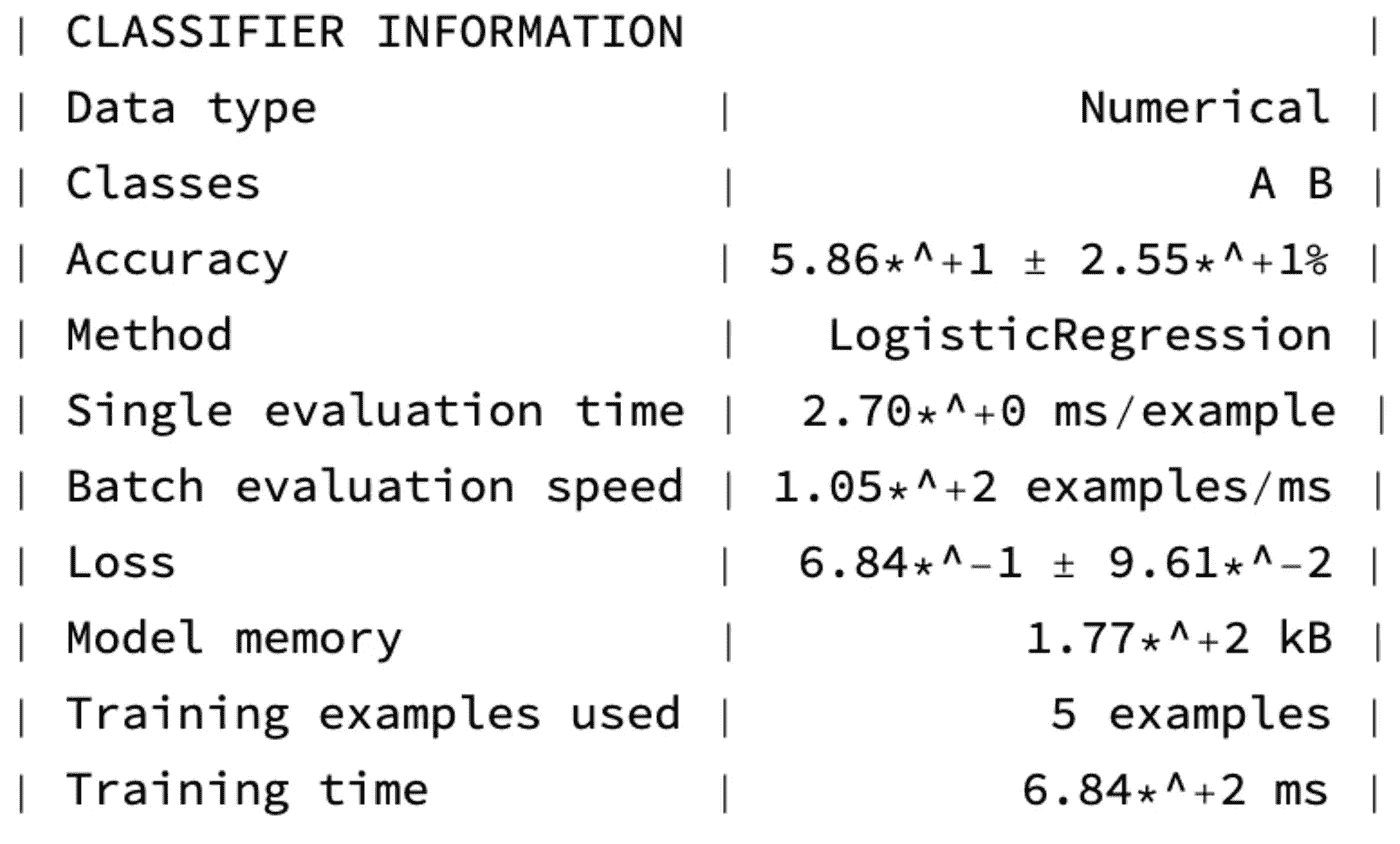 | CLASSIFIER INFORMATION |
| Data type | Numerical |
| Classes | A B |
| Accuracy | 5.86*^+1 ± 2.55*^+1% |
| Method | LogisticRegression |
| Single evaluation time | 2.70*^+0 ms/example |
| Batch evaluation speed | 1.05*^+2 examples/ms |
| Loss | 6.84*^-1 ± 9.61*^-2 |
| Model memory | 1.77*^+2 kB |
| Training examples used | 5 examples |
| Training time | 6.84*^+2 ms |